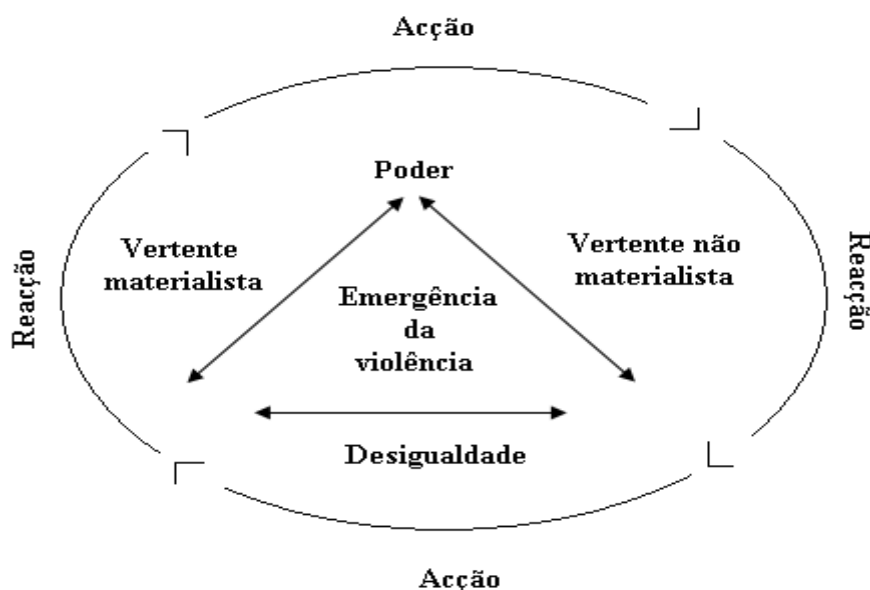 Acção
Poder
Vertente
materialista
Vertente não
materialista
Reacção
Reacção
Emergência
da
violência
Desigualdade
Acção